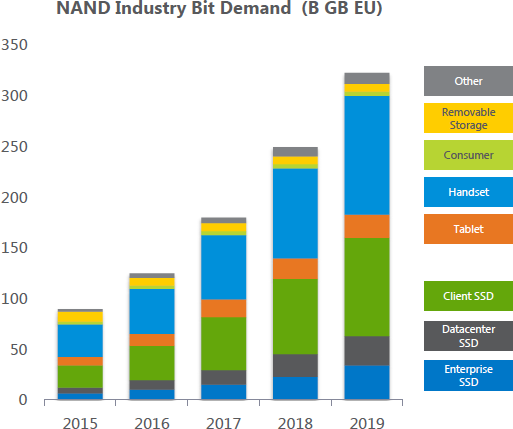 NAND Industry Bit Demand (B GB EU)
350
300
250
200
150
100
50
0
2015 2016 2017 2018 2019
Other
Removable
Storage
Consumer
Handset
Tablet
Client SSD
Datacenter
SSD
Enterprise
SSD